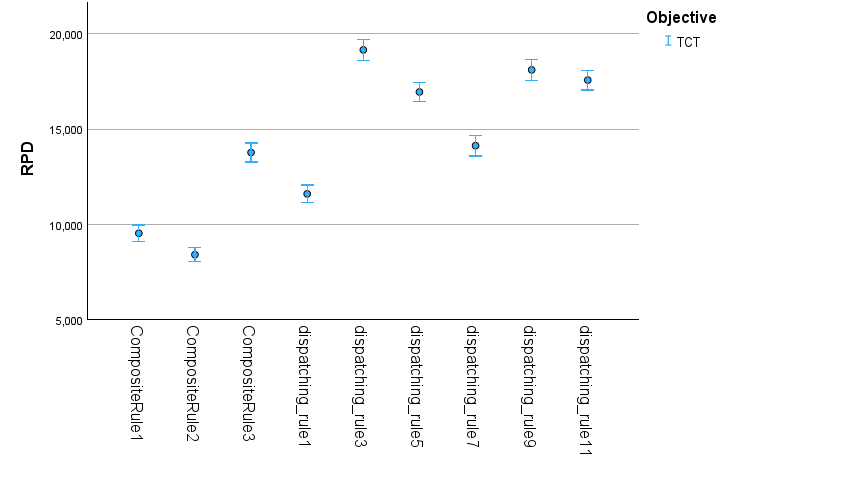 Objective
TCT
RPD
20,000
15,000
10,000
5,000
CompositeRule1
CompositeRule2
CompositeRule3
dispatching_rule1
dispatching_rule3
dispatching_rule5
dispatching_rule7
dispatching_rule9
dispatching_rule11